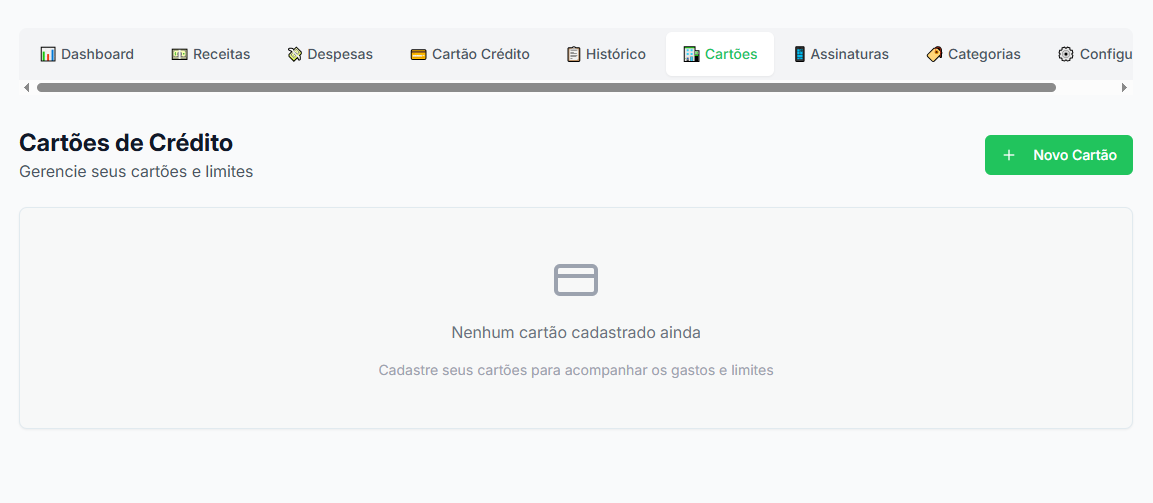 Dashboard Receitas Despesas Cartão Crédito Histórico Cartões Assinaturas Categorias Configu
Cartões de Crédito
Gerencie seus cartões e limites
+ Novo Cartão
Nenhum cartão cadastrado ainda
Cadastre seus cartões para acompanhar os gastos e limites